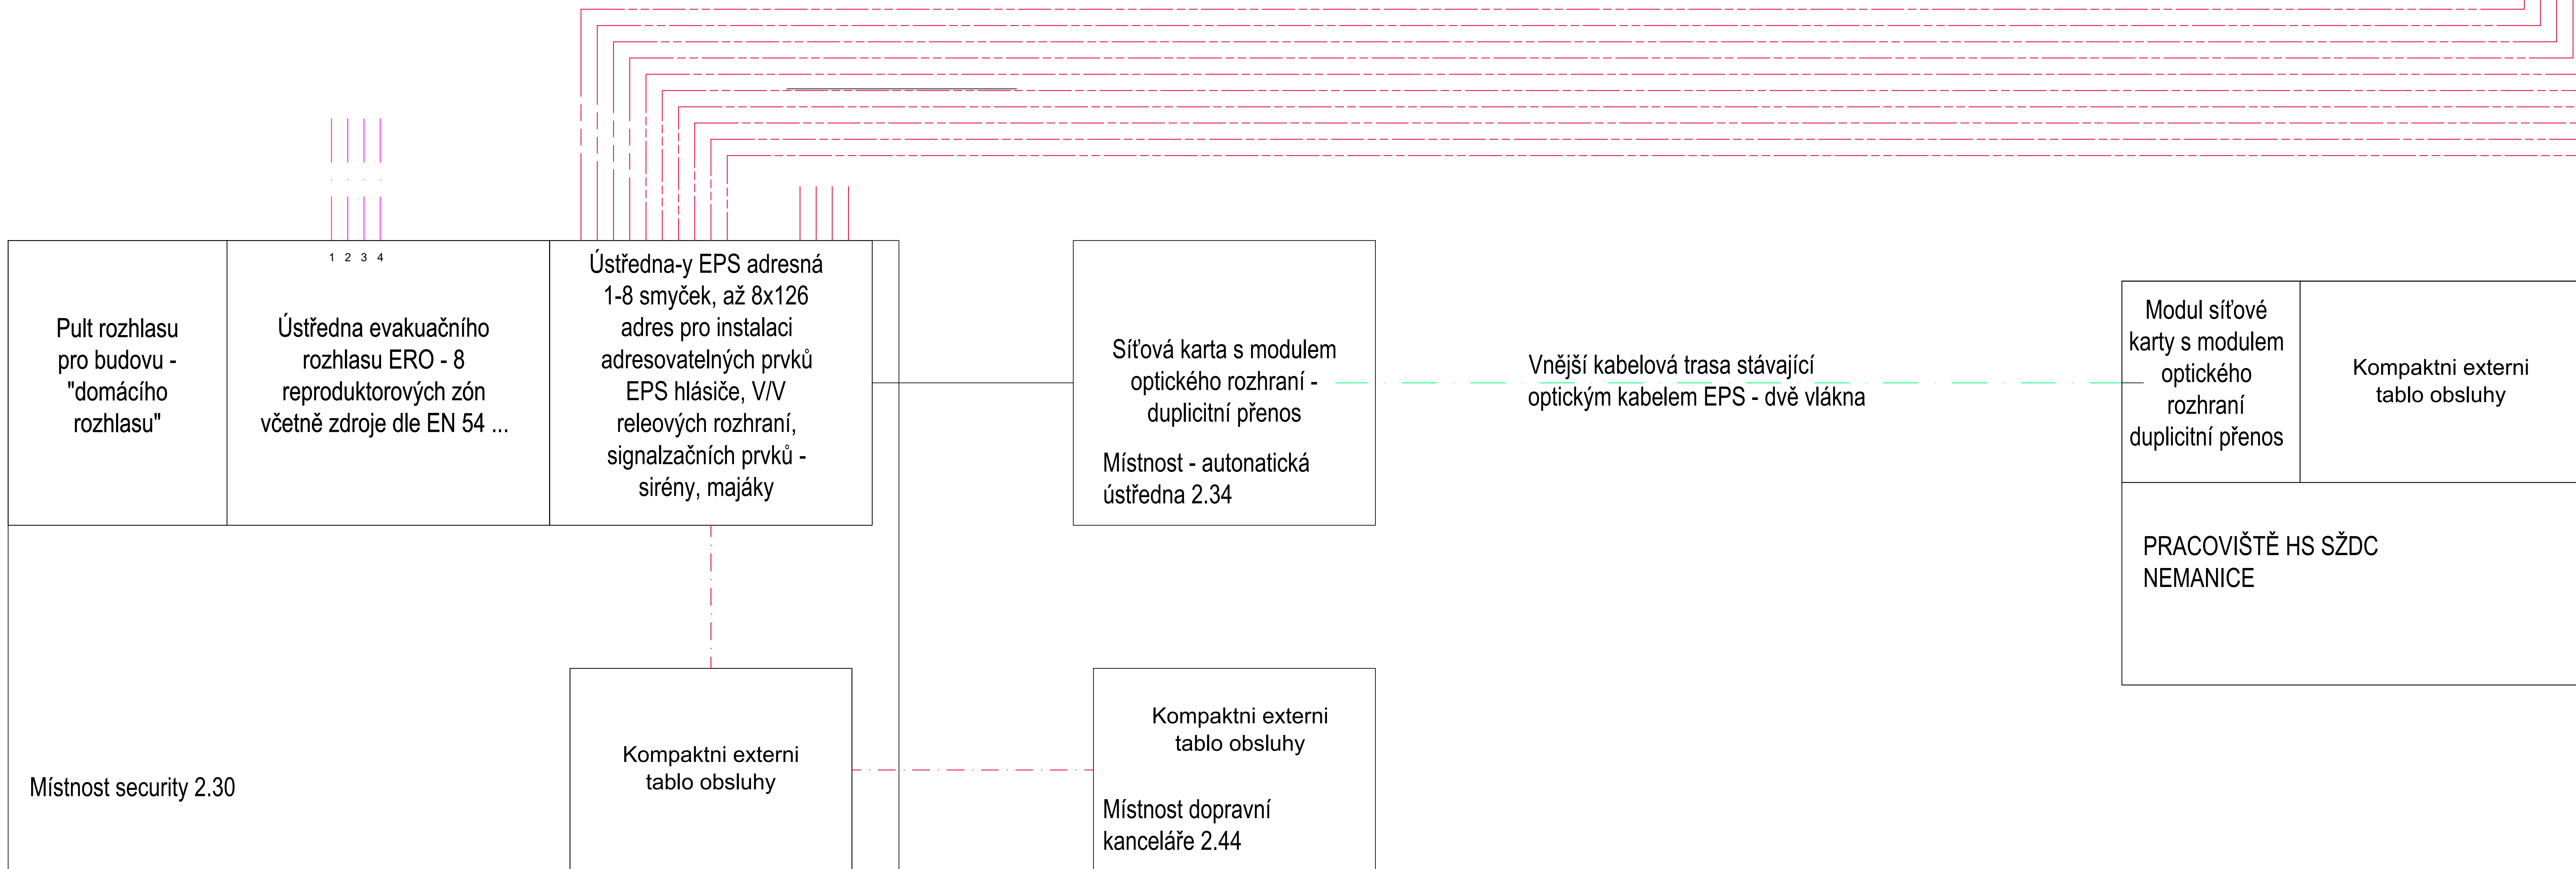 1 2 3 4
Pult rozhlasu
pro budovu -
"domácího
rozhlasu"
Ústředna evakuačního
rozhlasu ERO - 8
reproduktorových zón
včetně zdroje dle EN 54 ...
Ústředna-y EPS adresná
1-8 smyček, až 8x126
adres pro instalaci
adresovatelných prvků
EPS hlásiče, V/V
releových rozhraní,
signalzačních prvků -
sirény, majáky
Síťová karta s modulem
optického rozhraní -
duplicitní přenos
Místnost - autonatická
ústředna 2.34
Vnější kabelová trasa stávající
optickým kabelem EPS - dvě vlákna
Modul síťové
karty s modulem
optického
rozhraní
duplicitní přenos
Kompaktni externi
tablo obsluhy
PRACOVIŠTĚ HS SŽDC
NEMANICE
Místnost security 2.30
Kompaktni externi
tablo obsluhy
Kompaktni externi
tablo obsluhy
Místnost dopravní
kanceláře 2.44